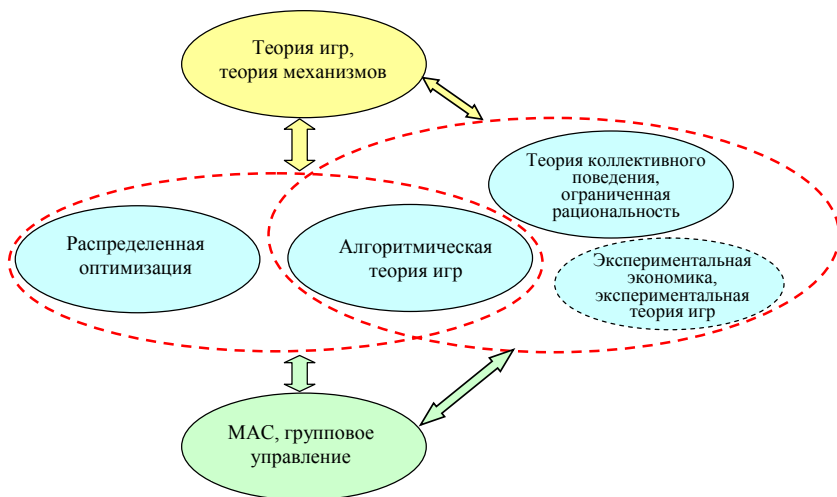 Теория игр,
теория механизмов
Теория коллективного
поведения,
ограниченная
рациональность
Распределенная
оптимизация
Алгоритмическая
теория игр
Экспериментальная
экономика,
экспериментальная
теория игр
МАС, групповое
управление